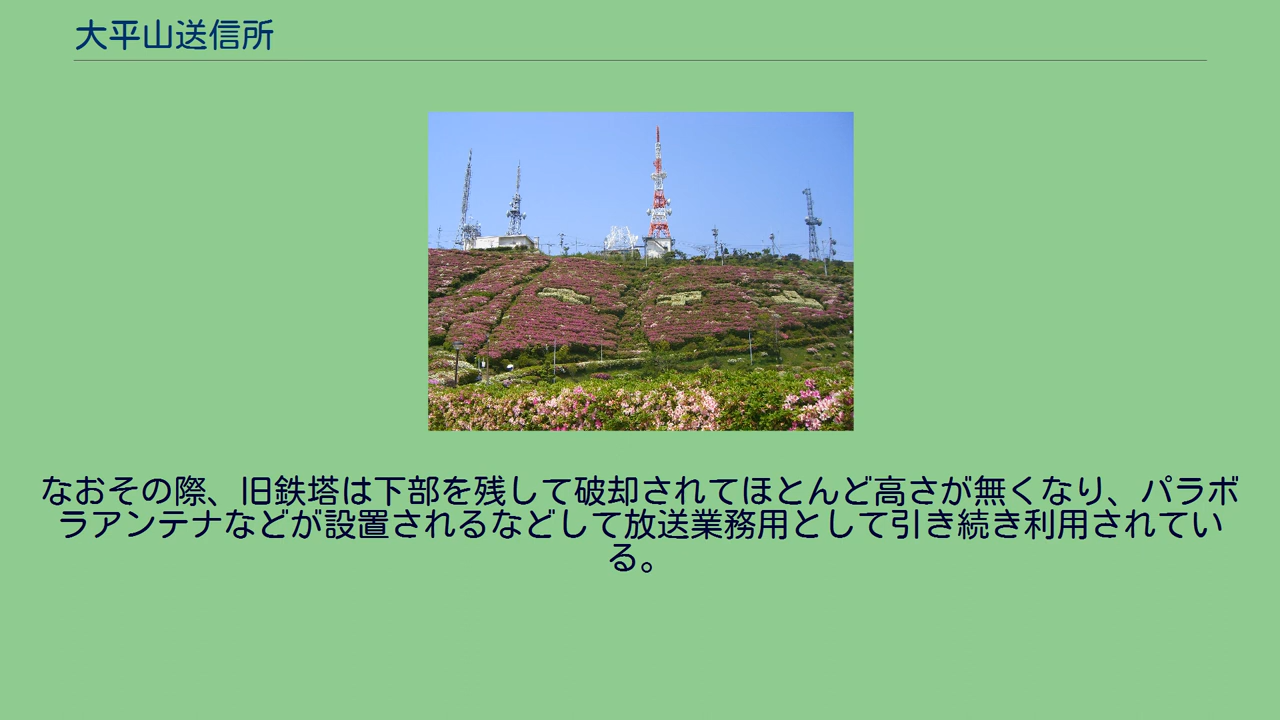 大平山送信所
大平山
なおその際、旧鉄塔は下部を残して破却されてほとんど高さが無くなり、パラボ
ラアンテナなどが設置されるなどして放送業務用として引き続き利用されてい
る。